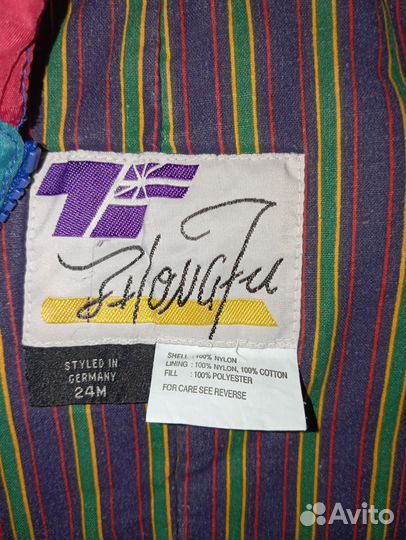 STYLED IN
GERMANY
24M
SHELL : 100% NYLON
LINING : 100% NYLON, 100% COTTON
FILL : 100% POLYESTER
FOR CARE SEE REVERSE
Avito